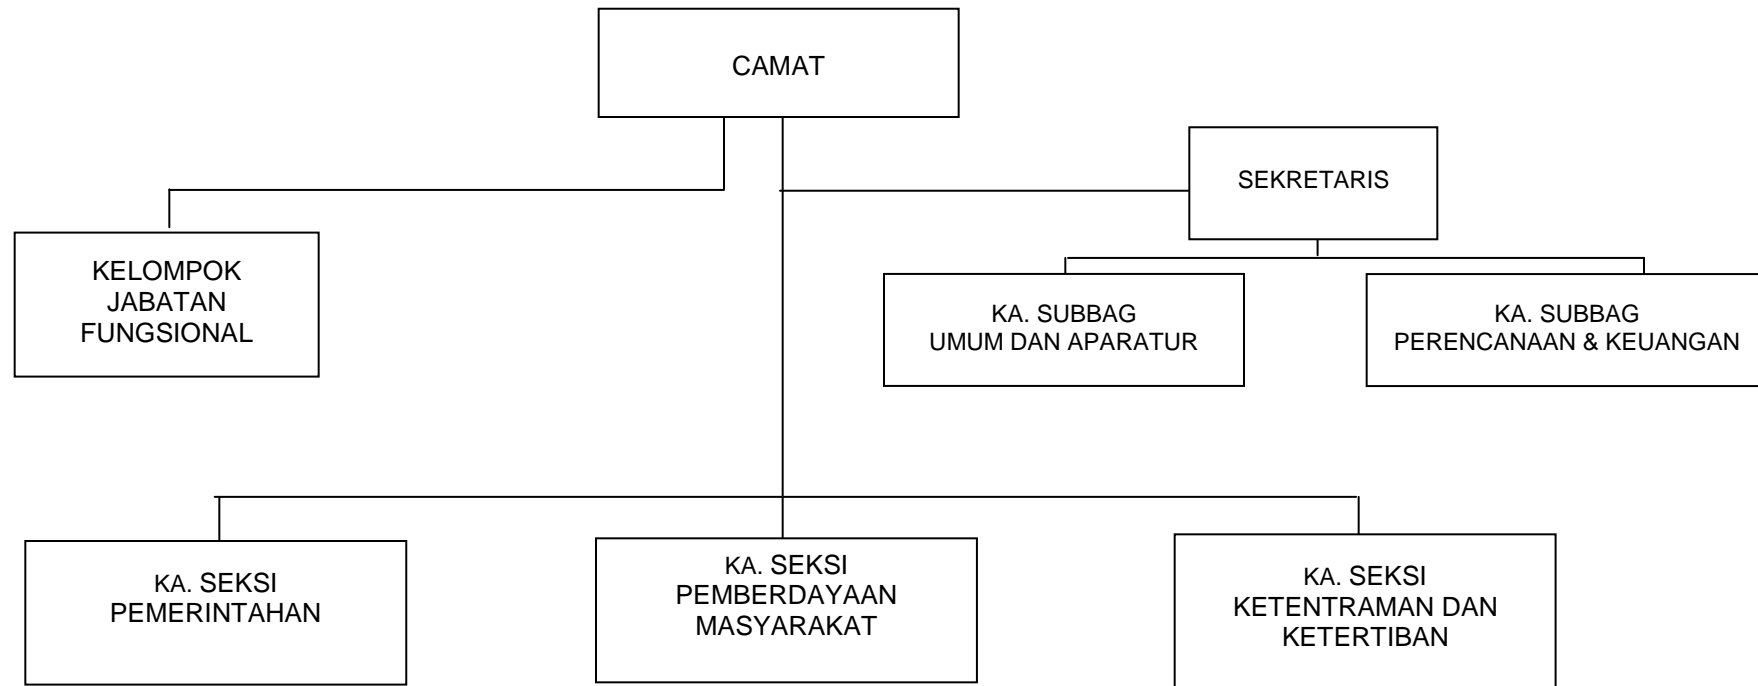 CAMAT
SEKRETARIS
KELOMPOK
JABATAN
FUNGSIONAL
KA. SUBBAG
UMUM DAN APARATUR
KA. SUBBAG
PERENCANAAN & KEUANGAN
KA. SEKSI
PEMERINTAHAN
KA. SEKSI
PEMBERDAYAAN
MASYARAKAT
KA. SEKSI
KETENTRAMAN DAN
KETERTIBAN